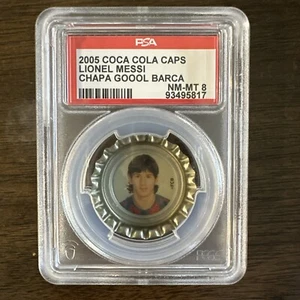 PSA
2005 COCA COLA CAPS
LIONEL MESSI
CHAPA GOOOL BARCA
NM-MT 8
93495817